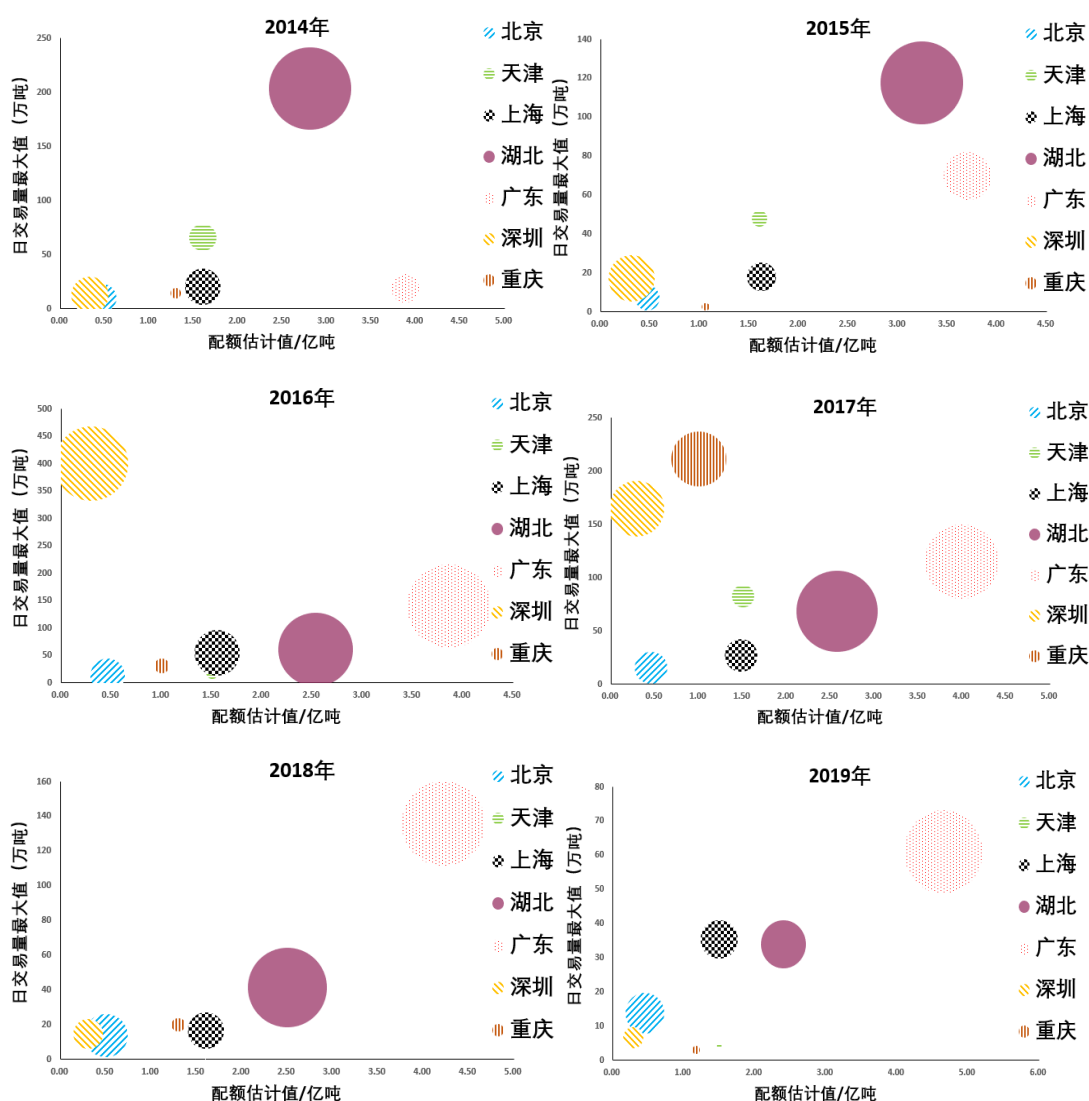 2014年
日交易量最大值（万吨）
250
200
150
100
50
0
0.00 0.50 1.00 1.50 2.00 2.50 3.00 3.50 4.00 4.50 5.00
配额估计值/亿吨
北京
天津
上海
湖北
广东
深圳
重庆
2015年
日交易量最大值（万吨）
140
120
100
80
60
40
20
0
0.00 0.50 1.00 1.50 2.00 2.50 3.00 3.50 4.00 4.50
配额估计值/亿吨
北京
天津
上海
湖北
广东
深圳
重庆
2016年
日交易量最大值（万吨）
500
450
400
350
300
250
200
150
100
50
0
0.00 0.50 1.00 1.50 2.00 2.50 3.00 3.50 4.00 4.50
配额估计值/亿吨
北京
天津
上海
湖北
广东
深圳
重庆
2017年
日交易量最大值（万吨）
250
200
150
100
50
0
0.00 0.50 1.00 1.50 2.00 2.50 3.00 3.50 4.00 4.50 5.00
配额估计值/亿吨
北京
天津
上海
湖北
广东
深圳
重庆
2018年
日交易量最大值（万吨）
160
140
120
100
80
60
40
20
0
0.00 0.50 1.00 1.50 2.00 2.50 3.00 3.50 4.00 4.50 5.00
配额估计值/亿吨
北京
天津
上海
湖北
广东
深圳
重庆
2019年
日交易量最大值（万吨）
80
70
60
50
40
30
20
10
0
0.00 1.00 2.00 3.00 4.00 5.00 6.00
配额估计值/亿吨
北京
天津
上海
湖北
广东
深圳
重庆